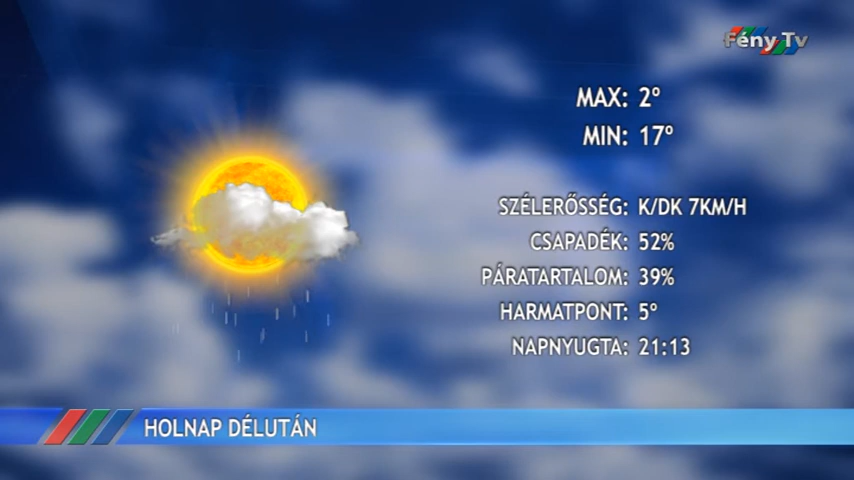 Fény Tv
MAX: 2°
MIN: 17°
SZÉLERŐSSÉG: K/DK 7KM/H
CSAPADÉK: 52%
PÁRATARTALOM: 39%
HARMATPONT: 5°
NAPNYUGTA: 21:13
HOLNAP DÉLUTÁN